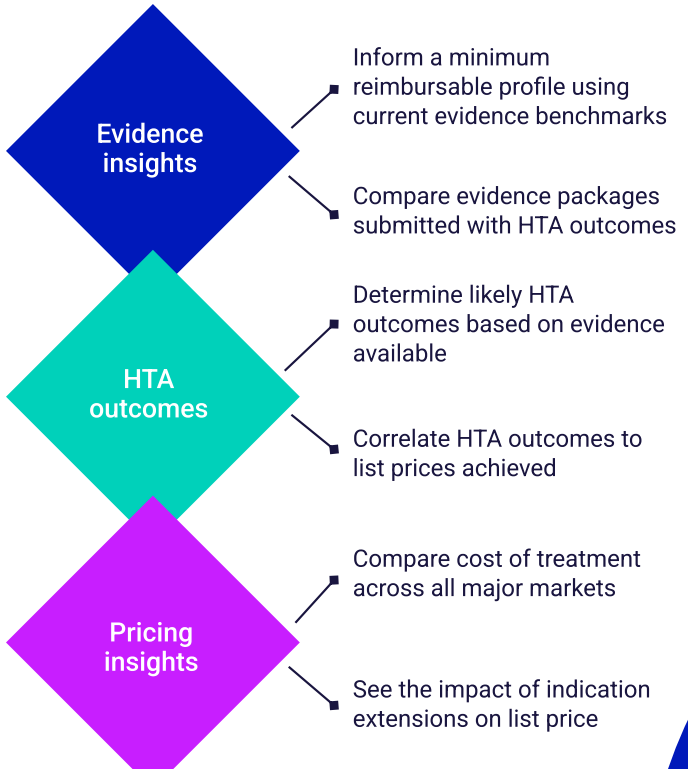 Evidence
insights
Inform a minimum
reimbursable profile using
current evidence benchmarks
Compare evidence packages
submitted with HTA outcomes
HTA
outcomes
Determine likely HTA
outcomes based on evidence
available
Correlate HTA outcomes to
list prices achieved
Pricing
insights
Compare cost of treatment
across all major markets
See the impact of indication
extensions on list price